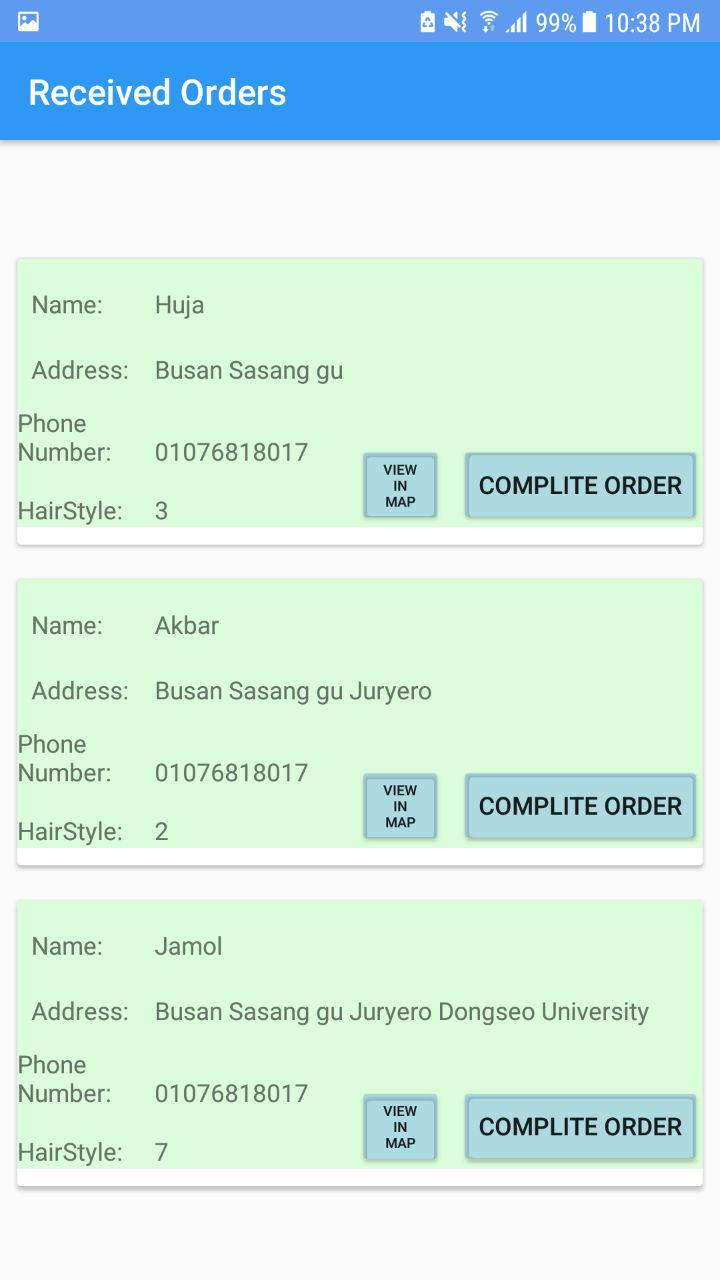 99% 10:38 PM
Received Orders
Name: Huja
Address: Busan Sasang gu
Phone
Number: 01076818017
VIEW
IN
MAP
COMPLITE ORDER
HairStyle: 3
Name: Akbar
Address: Busan Sasang gu Juryero
Phone
Number: 01076818017
VIEW
IN
MAP
COMPLITE ORDER
HairStyle: 2
Name: Jamol
Address: Busan Sasang gu Juryero Dongseo University
Phone
Number: 01076818017
VIEW
IN
MAP
COMPLITE ORDER
HairStyle: 7